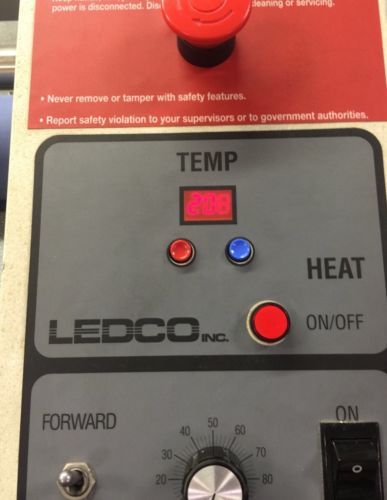 power is disconnected. cleaning or servicing.
• Never remove or tamper with safety features.
• Report safety violation to your supervisors or to government authorities.
TEMP
HEAT
LEDCO INC.
ON/OFF
FORWARD
ON
20 30 40 50 60 70 80